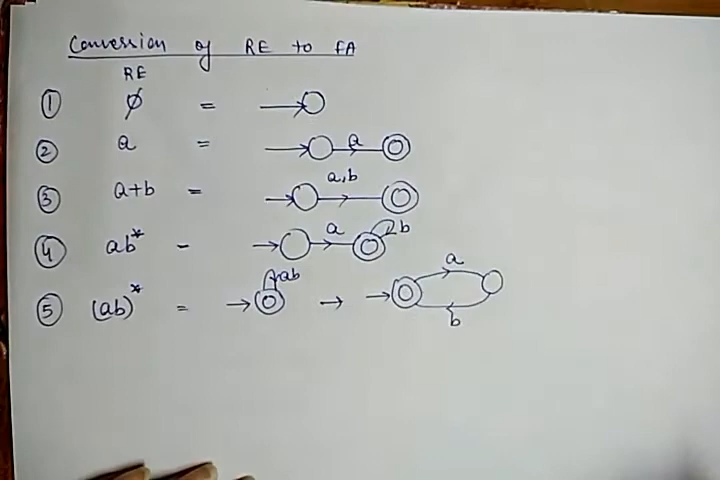 Conversion of RE to FA
RE
① ∅ = →○
② a = →○ a ◎
③ a+b = →○ a,b ◎
④ ab* - →○ a ◎ b
⑤ (ab)* = →◎ ab → →◎ a ○ b